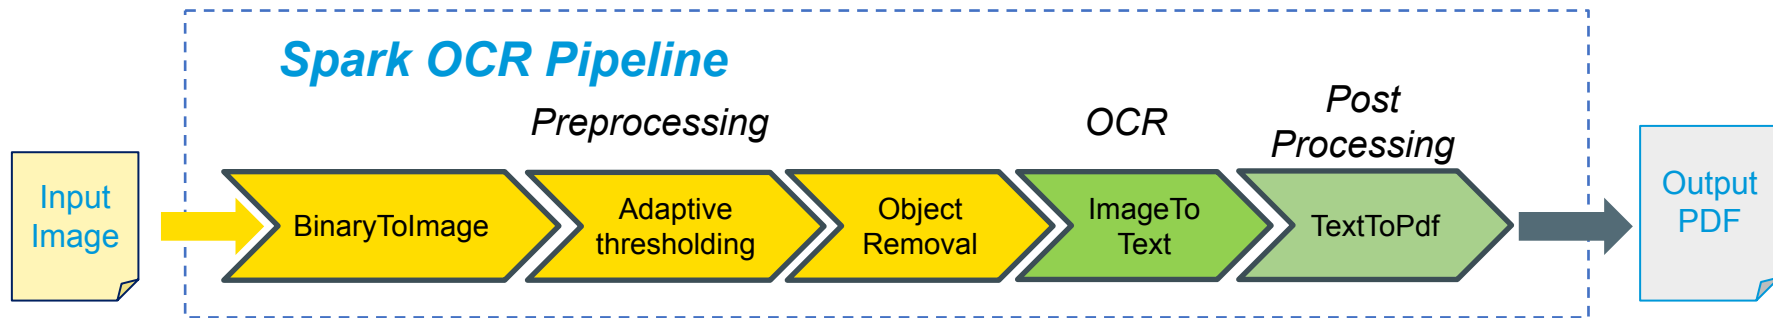 Spark OCR Pipeline
Preprocessing
OCR
Post
Processing
Input
Image
BinaryToImage
Adaptive
thresholding
Object
Removal
ImageTo
Text
TextToPdf
Output
PDF